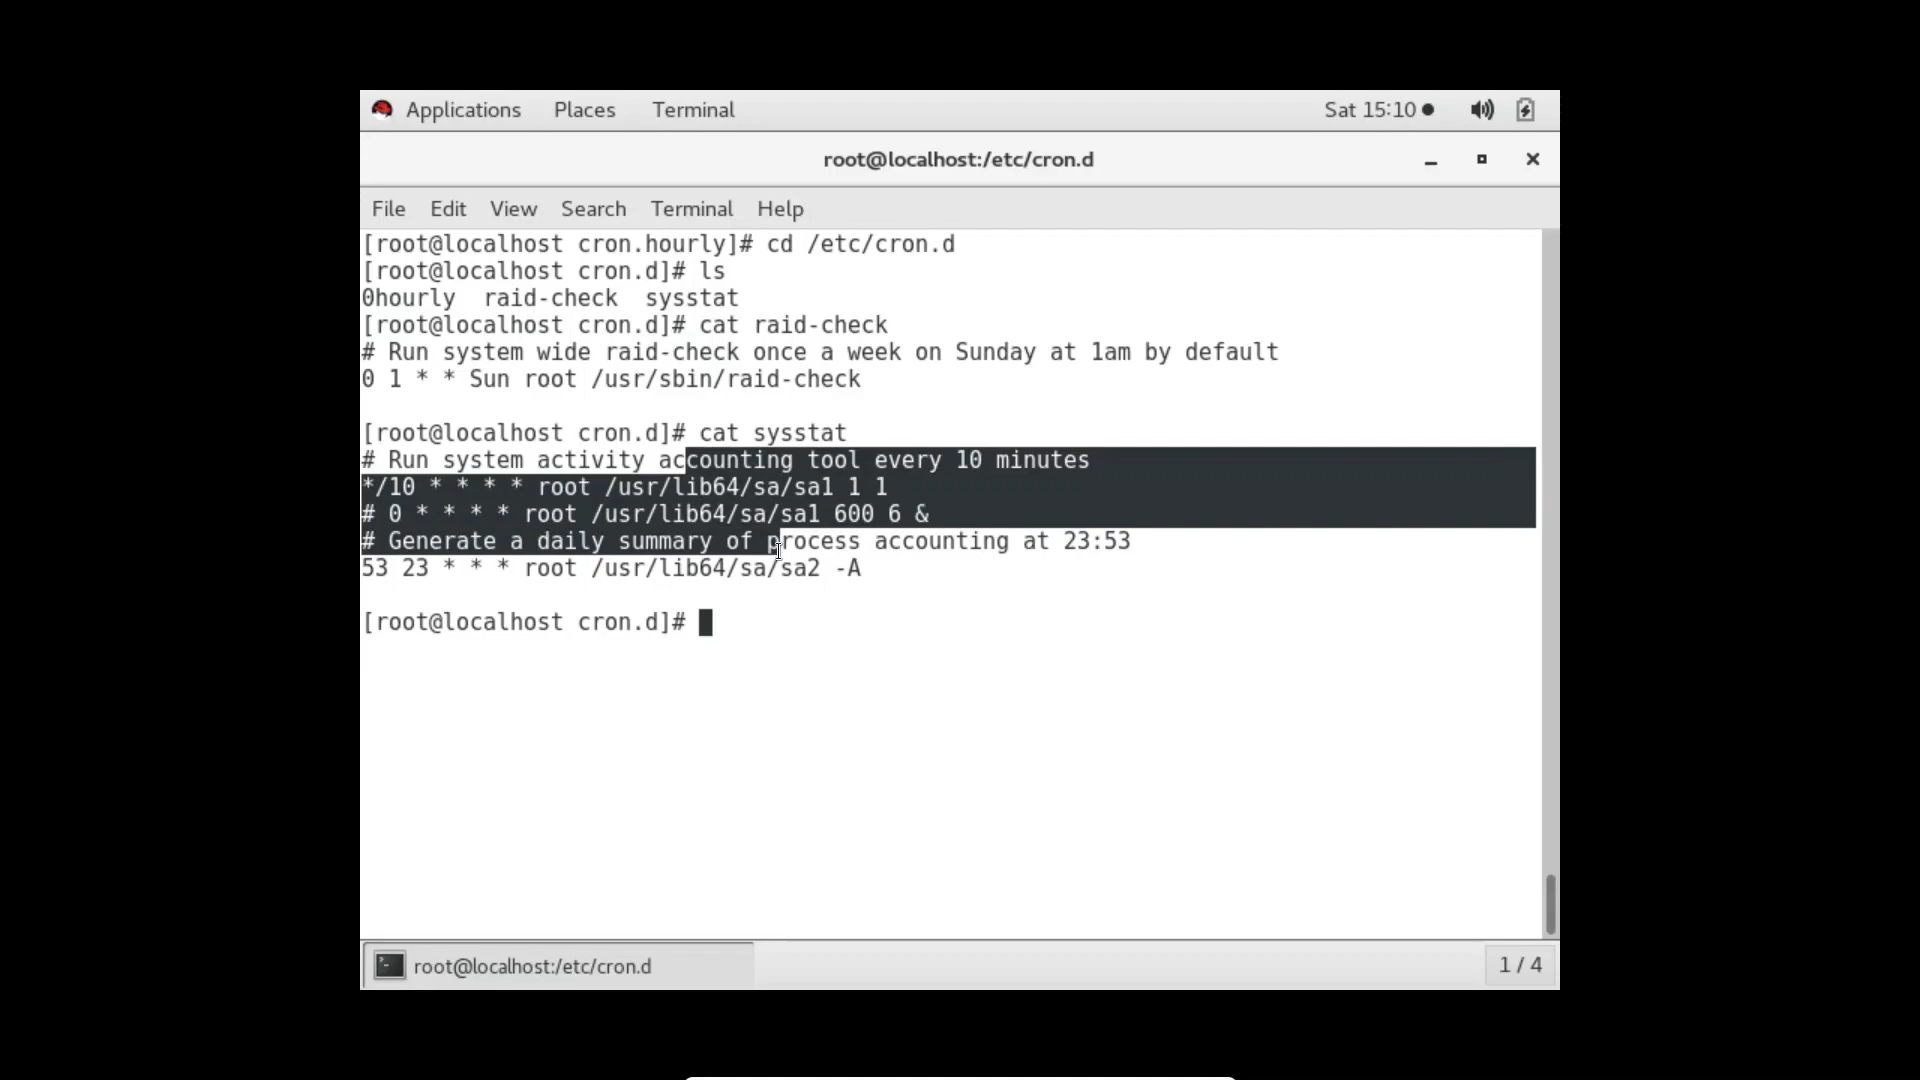 Applications Places Terminal Sat 15:10
root@localhost:/etc/cron.d
File Edit View Search Terminal Help
[root@localhost cron.hourly]# cd /etc/cron.d
[root@localhost cron.d]# ls
0hourly  raid-check  sysstat
[root@localhost cron.d]# cat raid-check
# Run system wide raid-check once a week on Sunday at 1am by default
0 1 * * Sun root /usr/sbin/raid-check
[root@localhost cron.d]# cat sysstat
# Run system activity accounting tool every 10 minutes
*/10 * * * * root /usr/lib64/sa/sa1 1 1
# 0 * * * * root /usr/lib64/sa/sa1 600 6 &
# Generate a daily summary of process accounting at 23:53
53 23 * * * root /usr/lib64/sa/sa2 -A
[root@localhost cron.d]#
root@localhost:/etc/cron.d 1 / 4